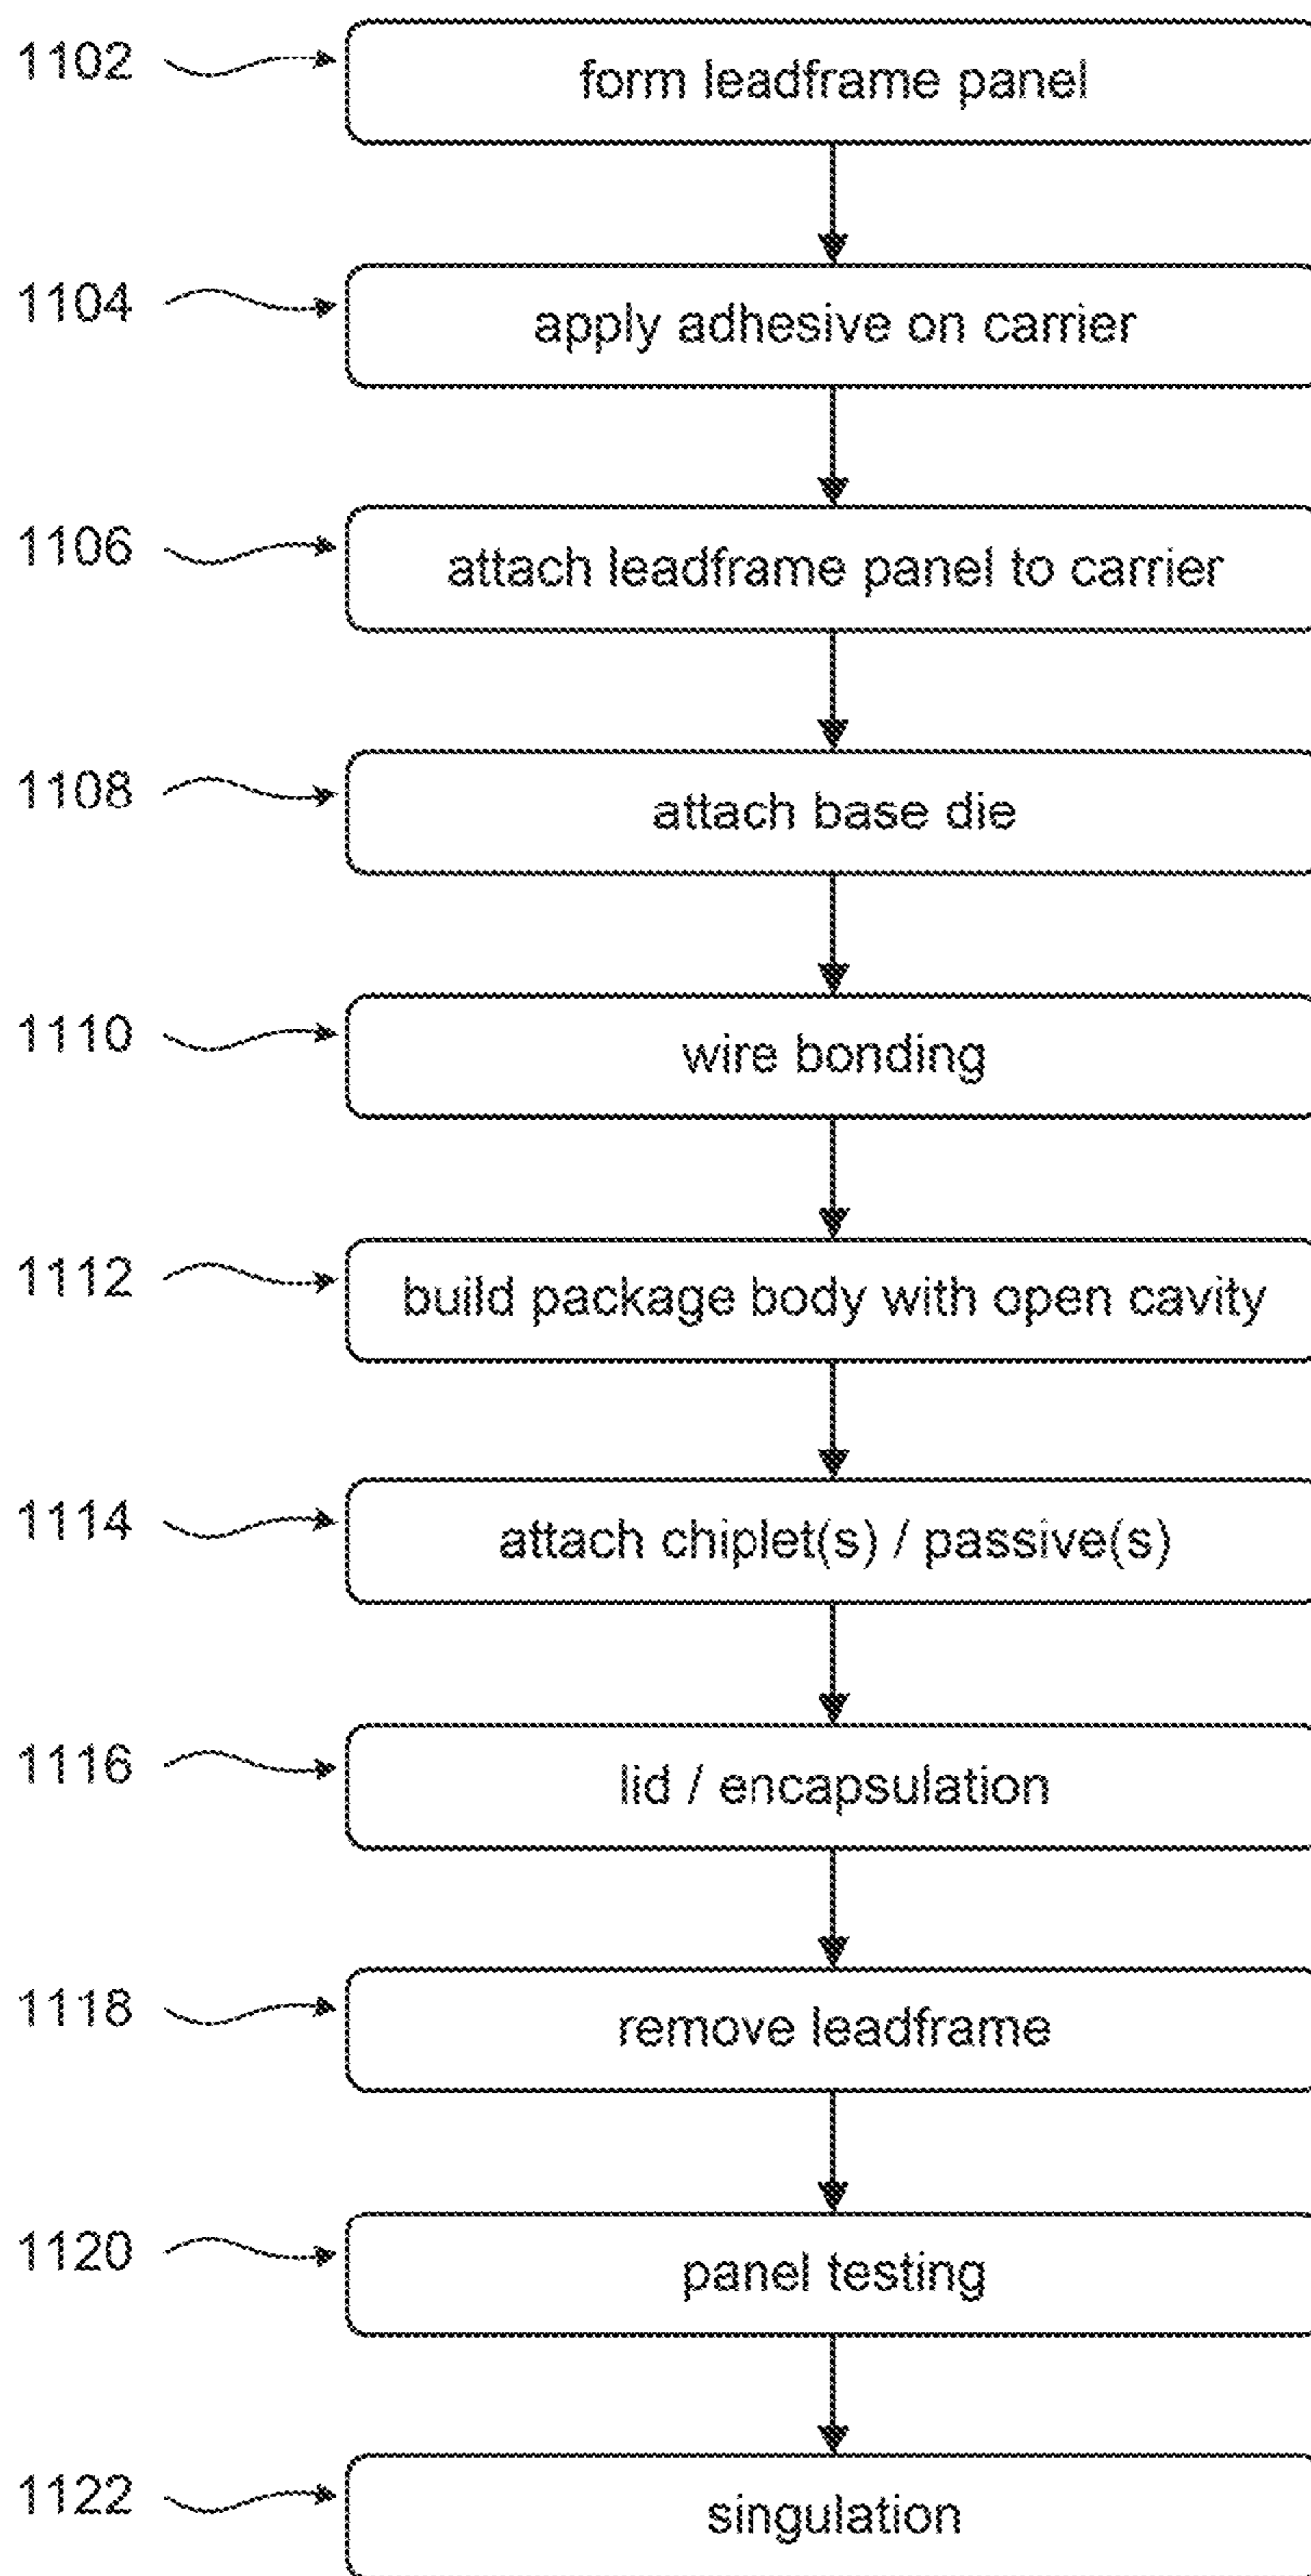 1102 form leadframe panel
1104 apply adhesive on carrier
1106 attach leadframe panel to carrier
1108 attach base die
1110 wire bonding
1112 build package body with open cavity
1114 attach chiplet(s) / passive(s)
1116 lid / encapsulation
1118 remove leadframe
1120 panel testing
1122 singulation